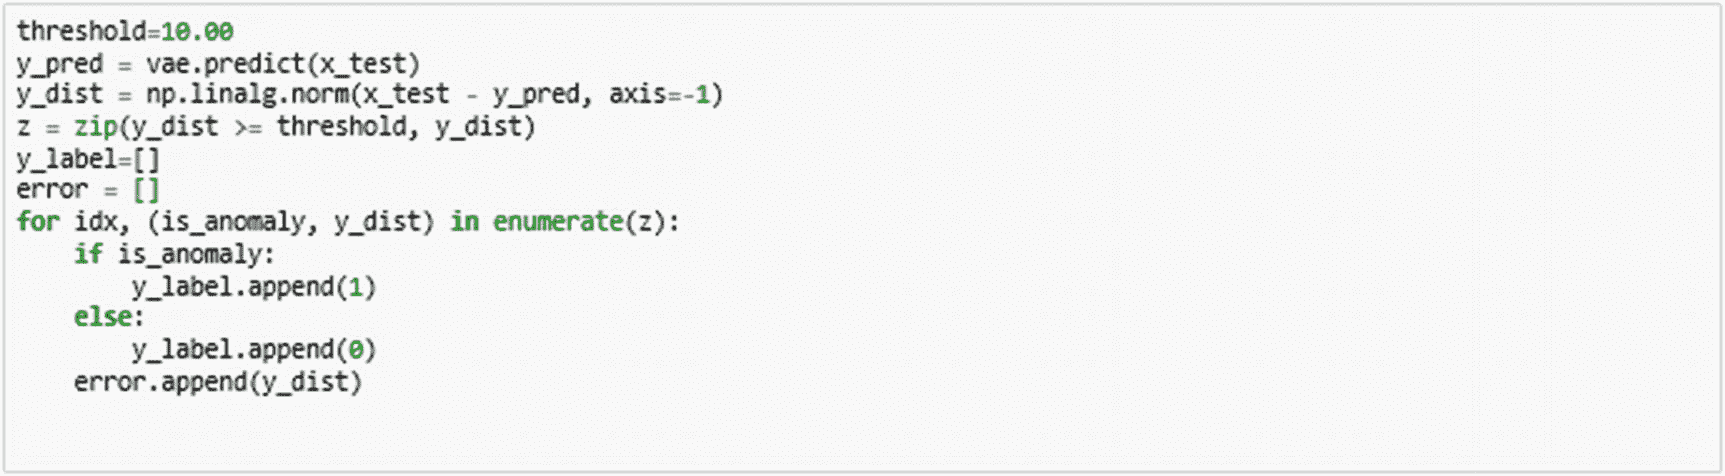 threshold=10.00
y_pred = vae.predict(x_test)
y_dist = np.linalg.norm(x_test - y_pred, axis=-1)
z = zip(y_dist >= threshold, y_dist)
y_label=[]
error = []
for idx, (is_anomaly, y_dist) in enumerate(z):
    if is_anomaly:
        y_label.append(1)
    else:
        y_label.append(0)
    error.append(y_dist)